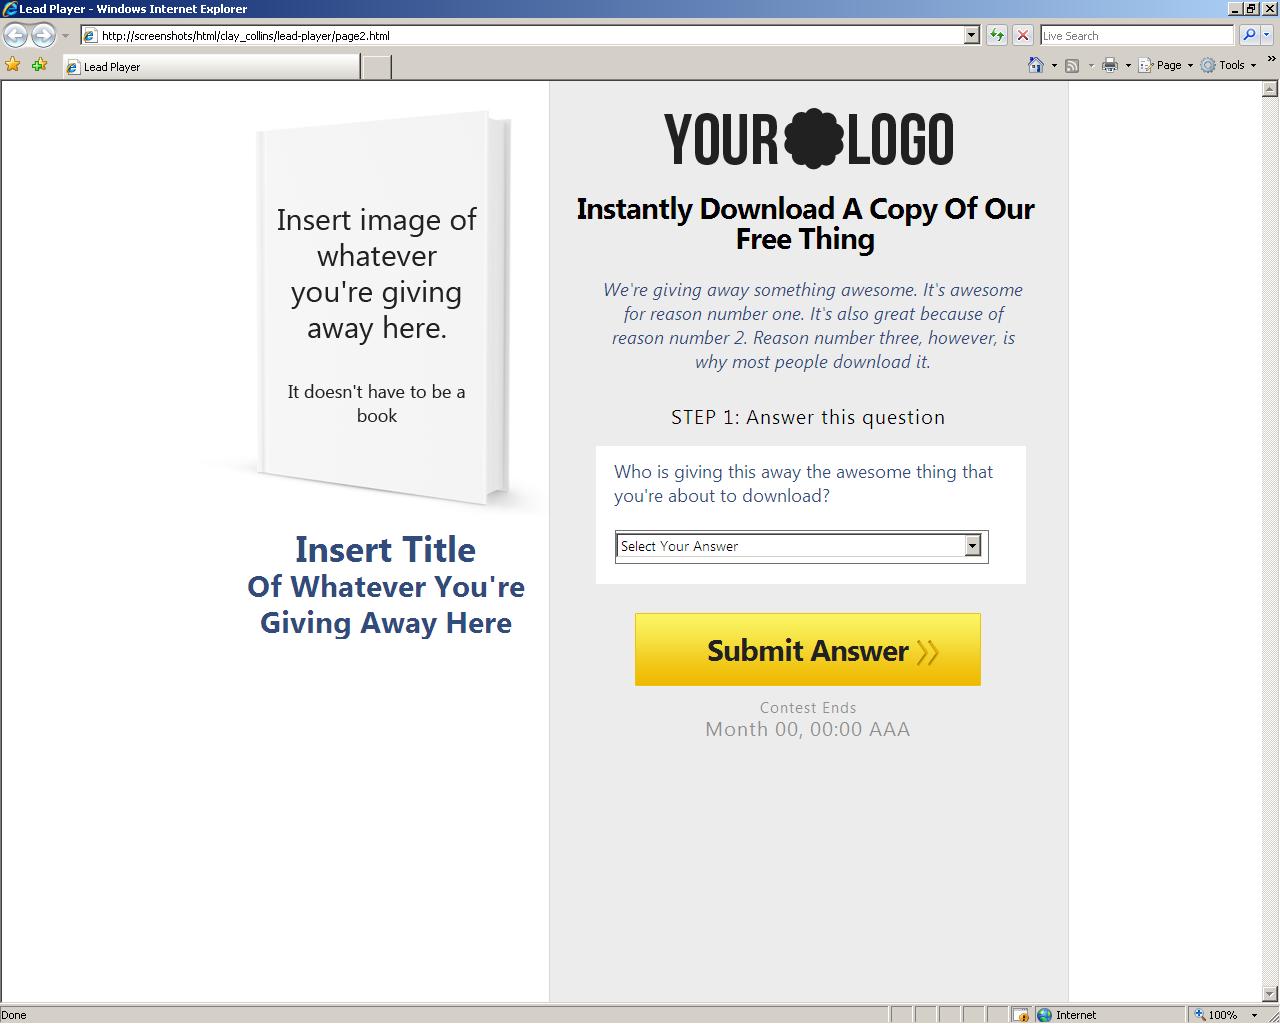 Lead Player - Windows Internet Explorer
http://screenshots/html/clay_collins/lead-player/page2.html
Live Search
Lead Player
Page
Tools
Insert image of
whatever
you're giving
away here.
It doesn't have to be a
book
Insert Title
Of Whatever You're
Giving Away Here
YOUR LOGO
Instantly Download A Copy Of Our
Free Thing
We're giving away something awesome. It's awesome
for reason number one. It's also great because of
reason number 2. Reason number three, however, is
why most people download it.
STEP 1: Answer this question
Who is giving this away the awesome thing that
you're about to download?
Select Your Answer
Submit Answer
Contest Ends
Month 00, 00:00 AAA
Done
Internet
100%